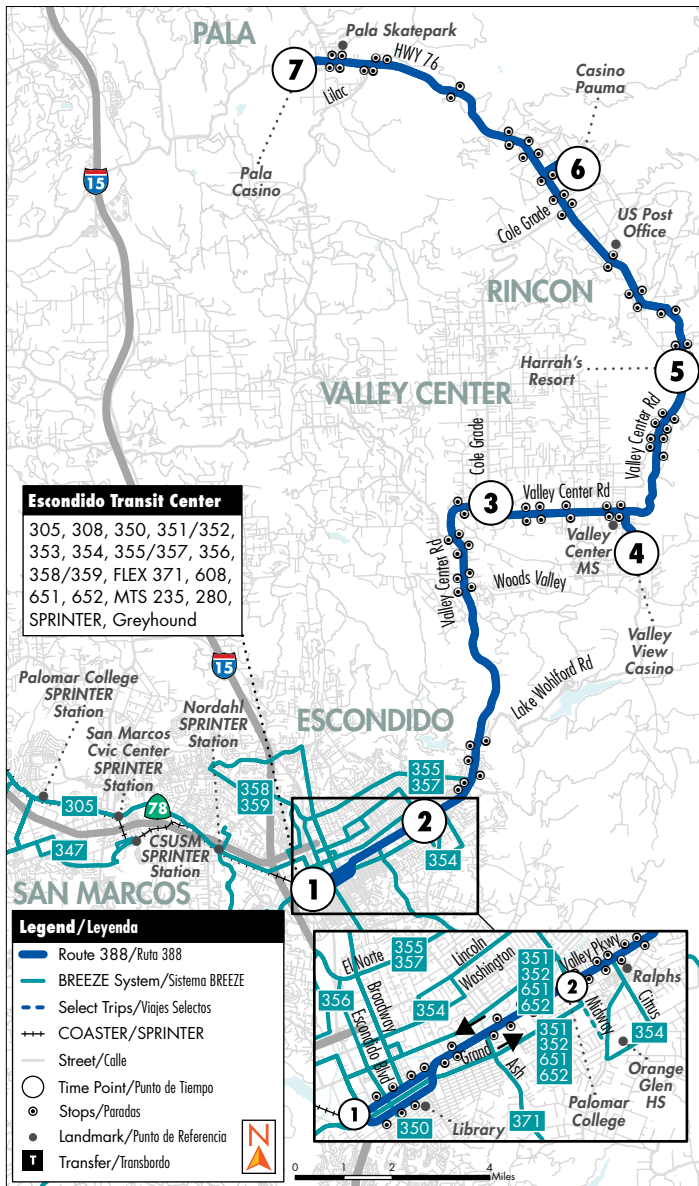 PALA
Pala Skatepark
7
HWY 76
Lilac
Casino
Pauma
Pala
Casino
6
15
Cole Grade
US Post
Office
RINCON
Harrah's
Resort
5
VALLEY CENTER
Cole Grade
Valley Center Rd
3
Valley Center Rd
Valley
Center
MS
4
Valley Center Rd
Woods Valley
Valley
View
Casino
Escondido Transit Center
305, 308, 350, 351/352,
353, 354, 355/357, 356,
358/359, FLEX 371, 608,
651, 652, MTS 235, 280,
SPRINTER, Greyhound
15
Lake Wohlford Rd
Palomar College
SPRINTER
Station
Nordahl
SPRINTER
Station
San Marcos
Cvic Center
SPRINTER
Station
ESCONDIDO
355
357
358
359
305
78
2
347
CSUSM
SPRINTER
Station
354
1
SAN MARCOS
Legend/Leyenda
Route 388/Ruta 388
BREEZE System/Sistema BREEZE
Select Trips/Viajes Selectos
COASTER/SPRINTER
Street/Calle
Time Point/Punto de Tiempo
Stops/Paradas
Landmark/Punto de Referencia
T Transfer/Transbordo
N
El Norte
355
357
Lincoln
Washington
351
352
651
652
Valley Pkwy
2
Ralphs
356
Broadway
354
Midway
Citrus
354
Escondido Blvd
Grand
Ash
351
352
651
652
Orange
Glen
HS
1
350
Library
371
Palomar
College
0 2 4
Miles